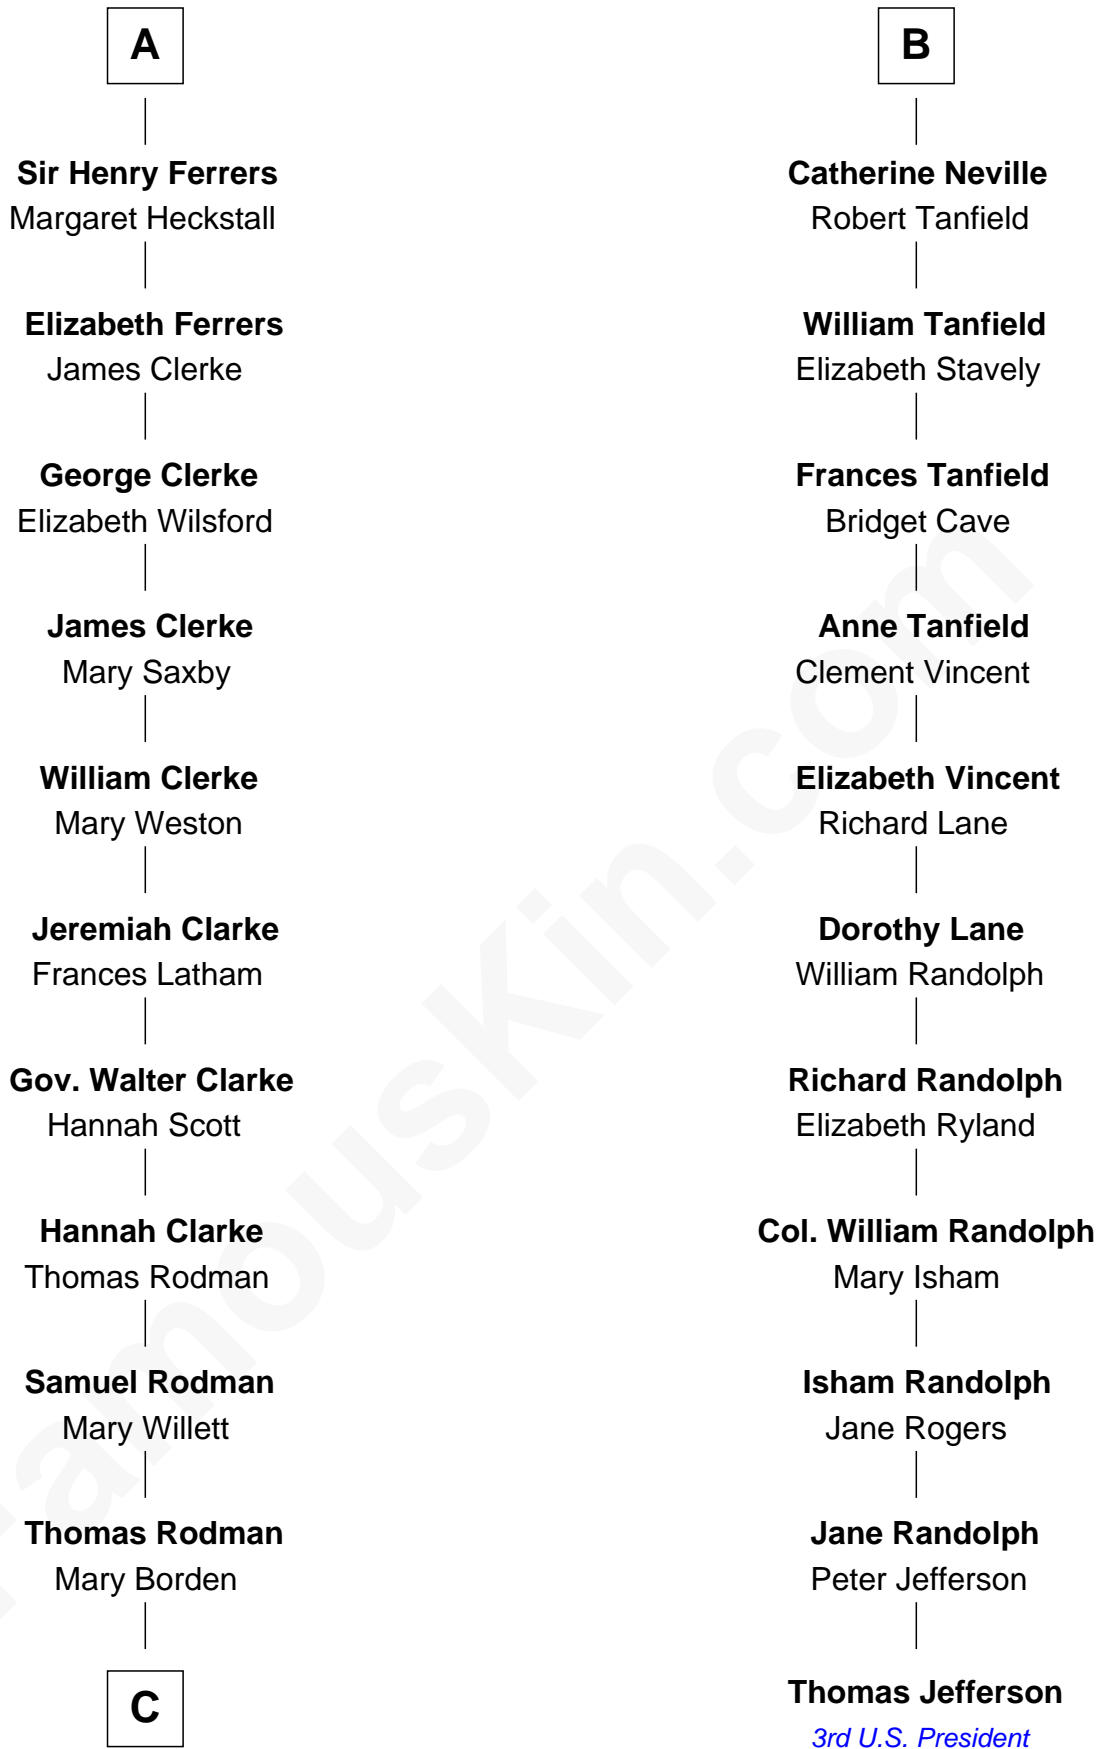 A
Sir Henry Ferrers
Margaret Heckstall
Elizabeth Ferrers
James Clerke
George Clerke
Elizabeth Wilsford
James Clerke
Mary Saxby
William Clerke
Mary Weston
Jeremiah Clarke
Frances Latham
Gov. Walter Clarke
Hannah Scott
Hannah Clarke
Thomas Rodman
Samuel Rodman
Mary Willett
Thomas Rodman
Mary Borden
C
B
Catherine Neville
Robert Tanfield
William Tanfield
Elizabeth Stavely
Frances Tanfield
Bridget Cave
Anne Tanfield
Clement Vincent
Elizabeth Vincent
Richard Lane
Dorothy Lane
William Randolph
Richard Randolph
Elizabeth Ryland
Col. William Randolph
Mary Isham
Isham Randolph
Jane Rogers
Jane Randolph
Peter Jefferson
Thomas Jefferson
3rd U.S. President
FamousKin.com